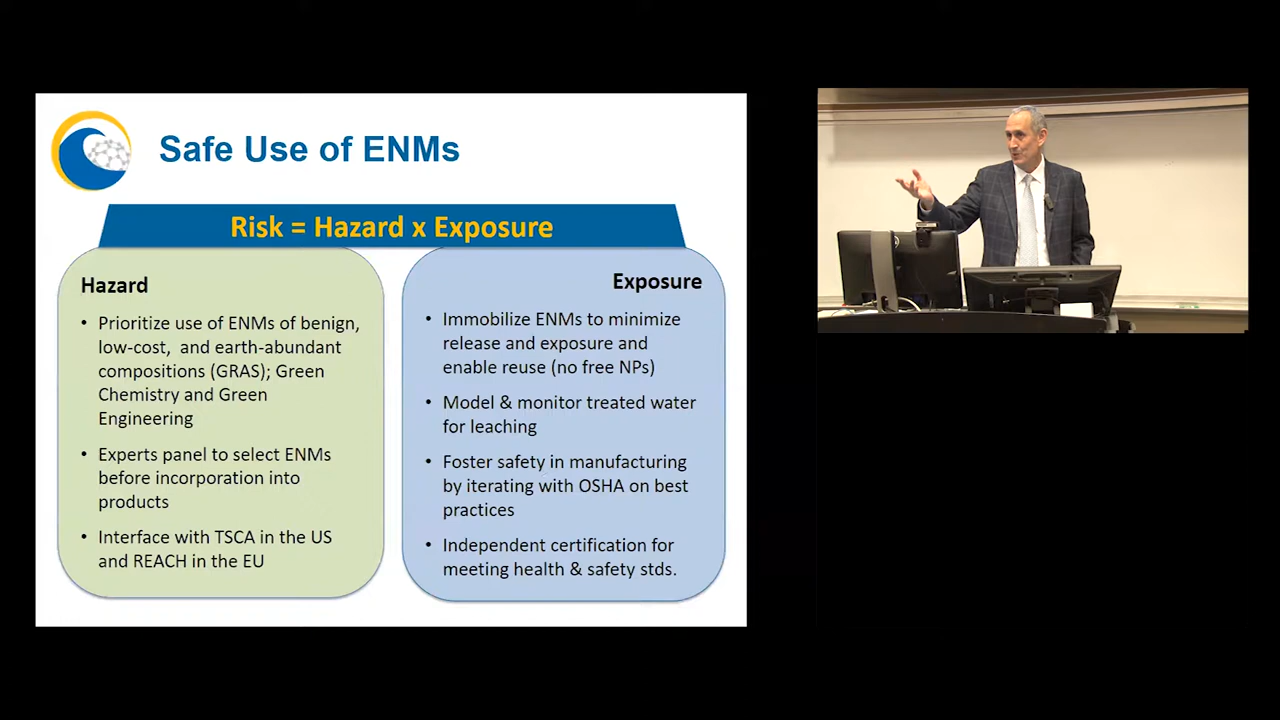 Safe Use of ENMs
Risk = Hazard x Exposure
Hazard
• Prioritize use of ENMs of benign,
low-cost, and earth-abundant
compositions (GRAS); Green
Chemistry and Green
Engineering
• Experts panel to select ENMs
before incorporation into
products
• Interface with TSCA in the US
and REACH in the EU
Exposure
• Immobilize ENMs to minimize
release and exposure and
enable reuse (no free NPs)
• Model & monitor treated water
for leaching
• Foster safety in manufacturing
by iterating with OSHA on best
practices
• Independent certification for
meeting health & safety stds.